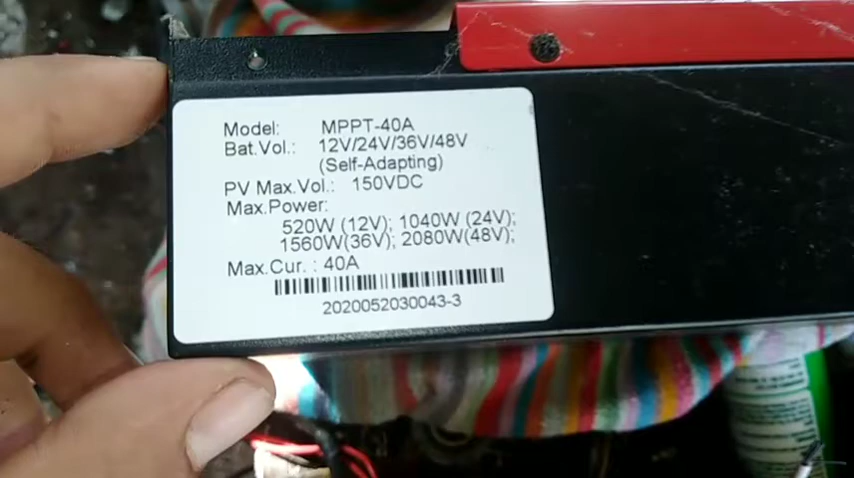 Model: MPPT-40A
Bat.Vol.: 12V/24V/36V/48V
(Self-Adapting)
PV Max.Vol.: 150VDC
Max.Power:
520W (12V); 1040W (24V);
1560W(36V); 2080W(48V),
Max.Cur. : 40A
2020052030043-3